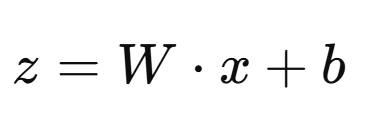 z = W · x + b